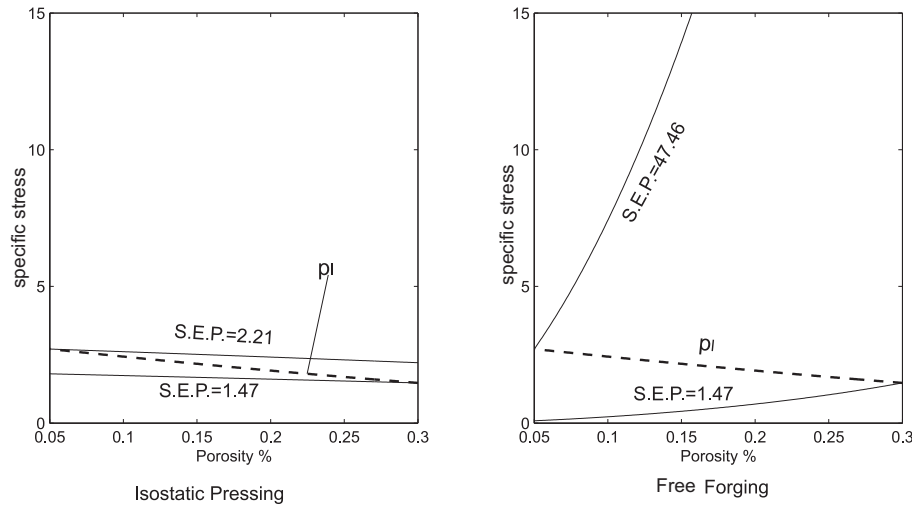 15
10
5
0
specific stress
pı
S.E.P.=2.21
S.E.P.=1.47
0.05 0.1 0.15 0.2 0.25 0.3
Porosity %
Isostatic Pressing
15
10
5
0
specific stress
S.E.P.=47.46
pı
S.E.P.=1.47
0.05 0.1 0.15 0.2 0.25 0.3
Porosity %
Free Forging